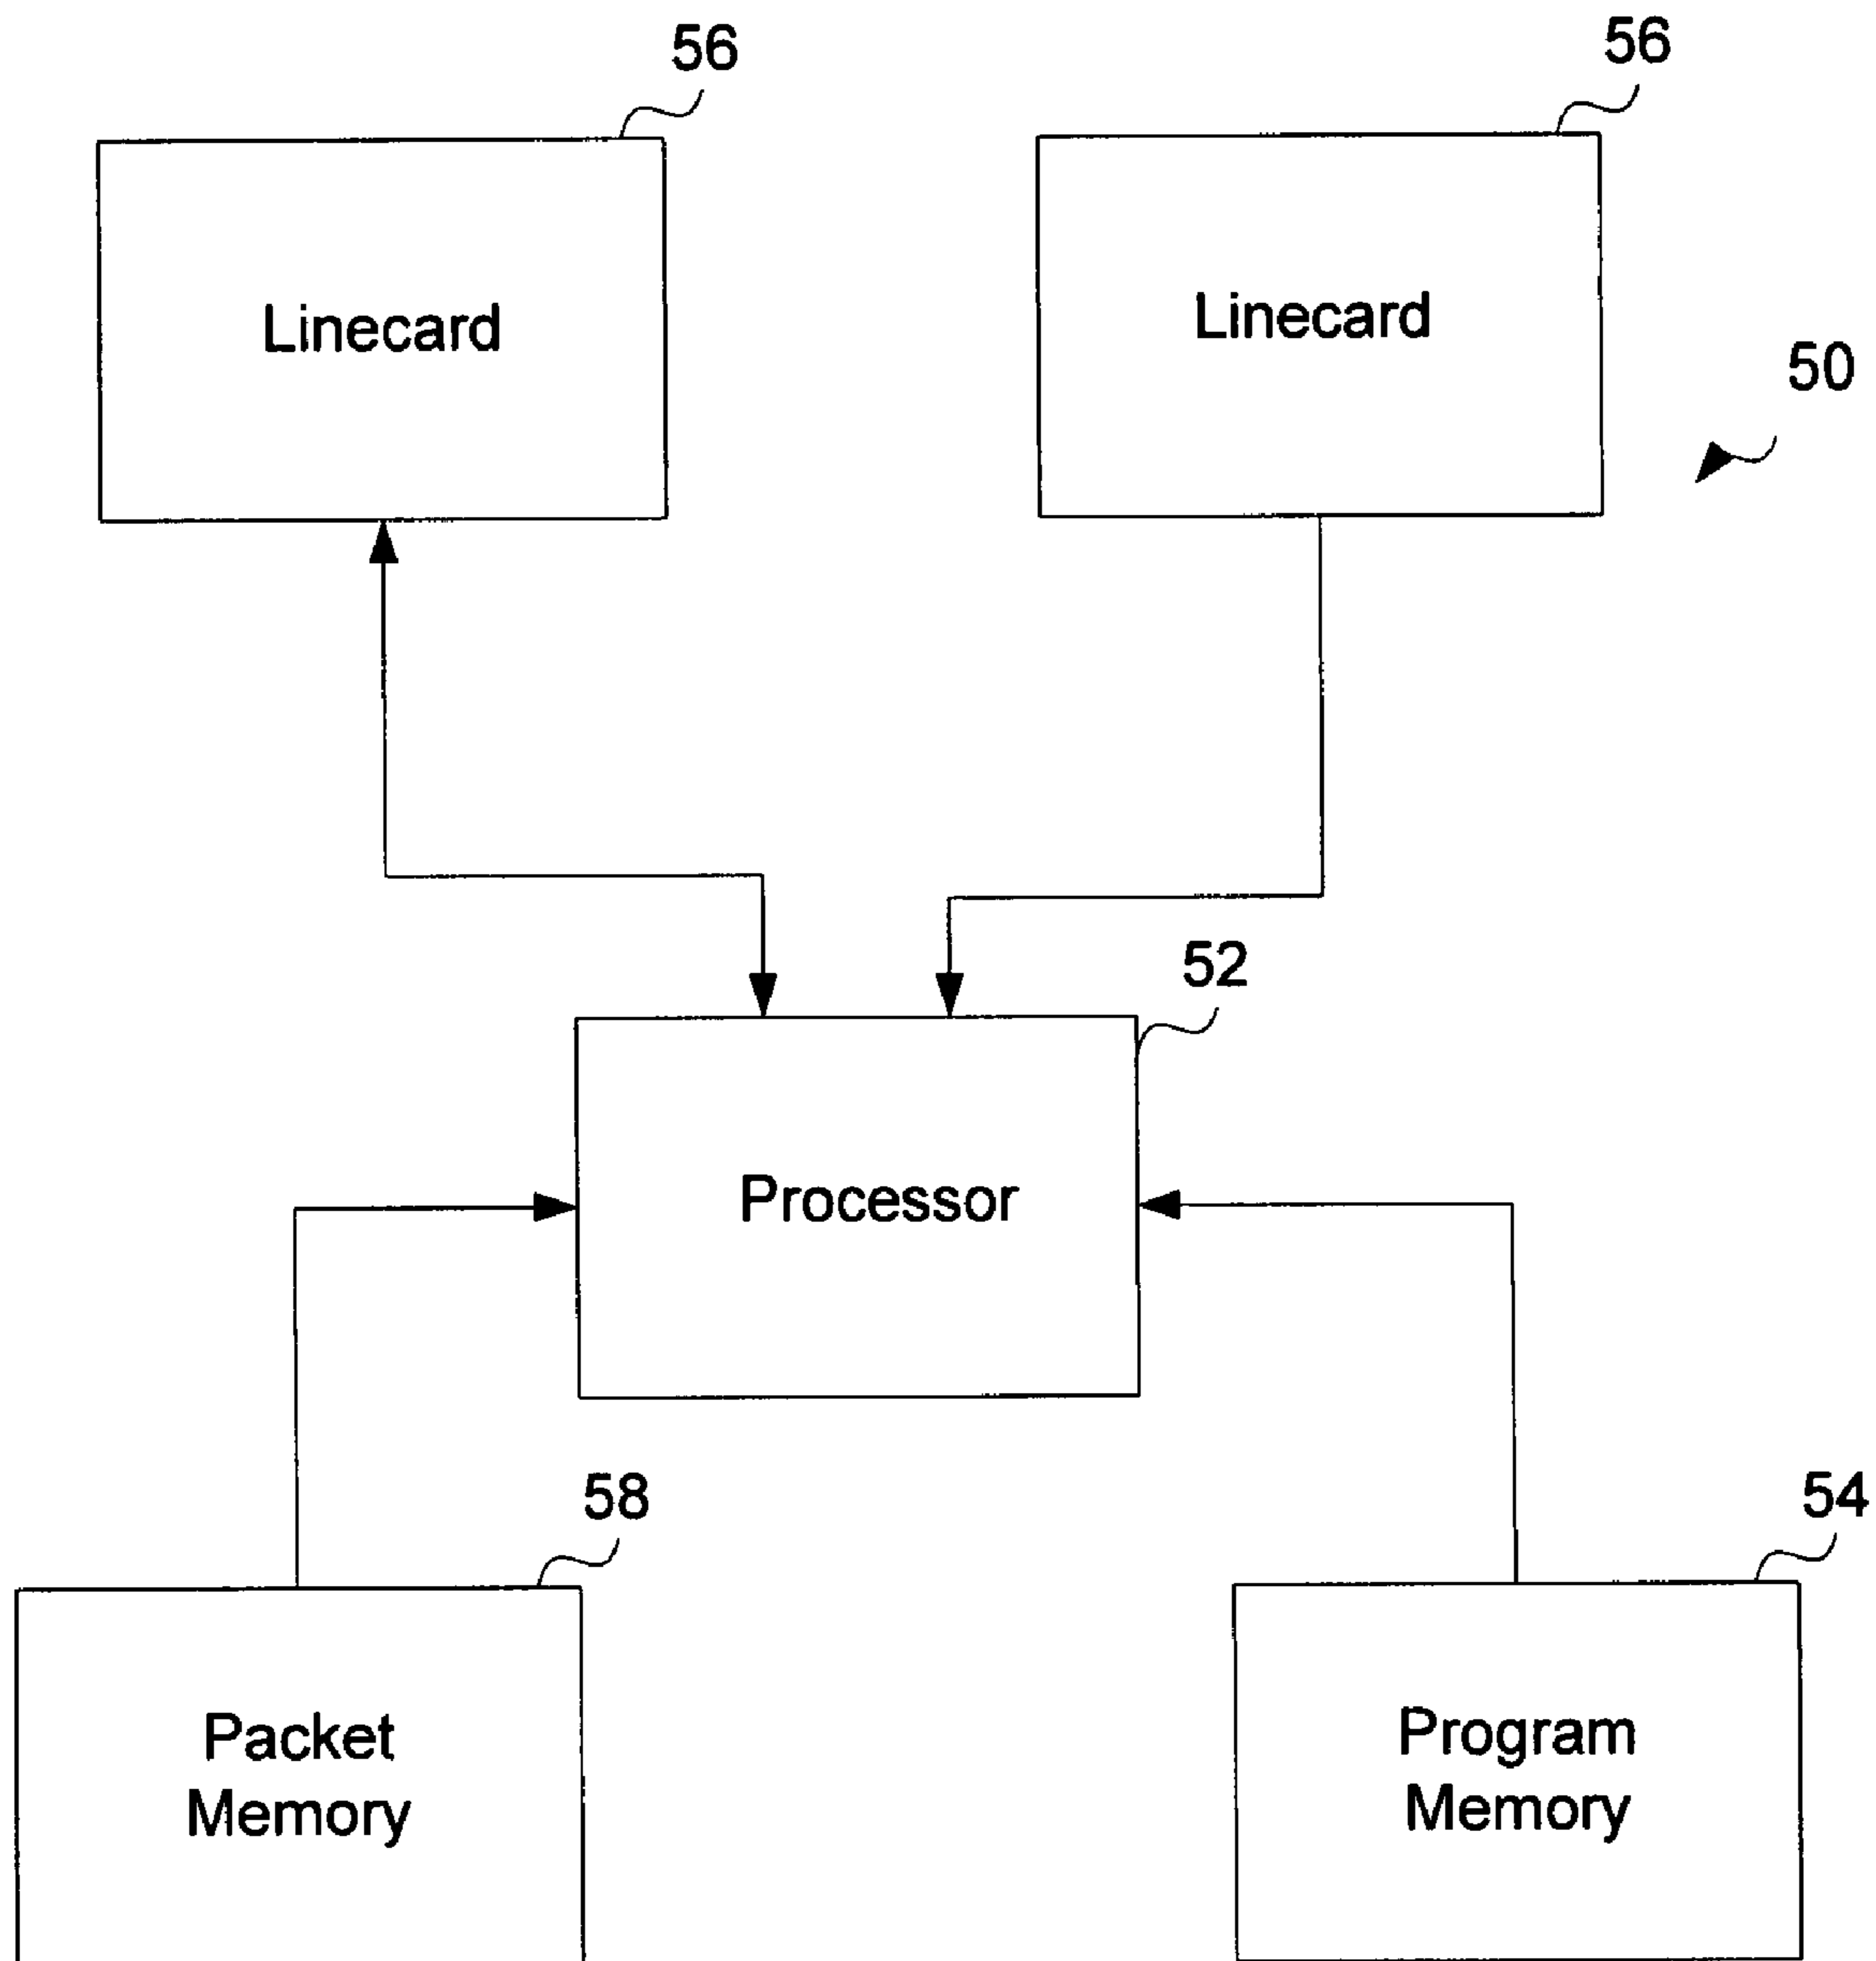 56
56
Linecard
Linecard
50
52
Processor
58
54
Packet
Memory
Program
Memory